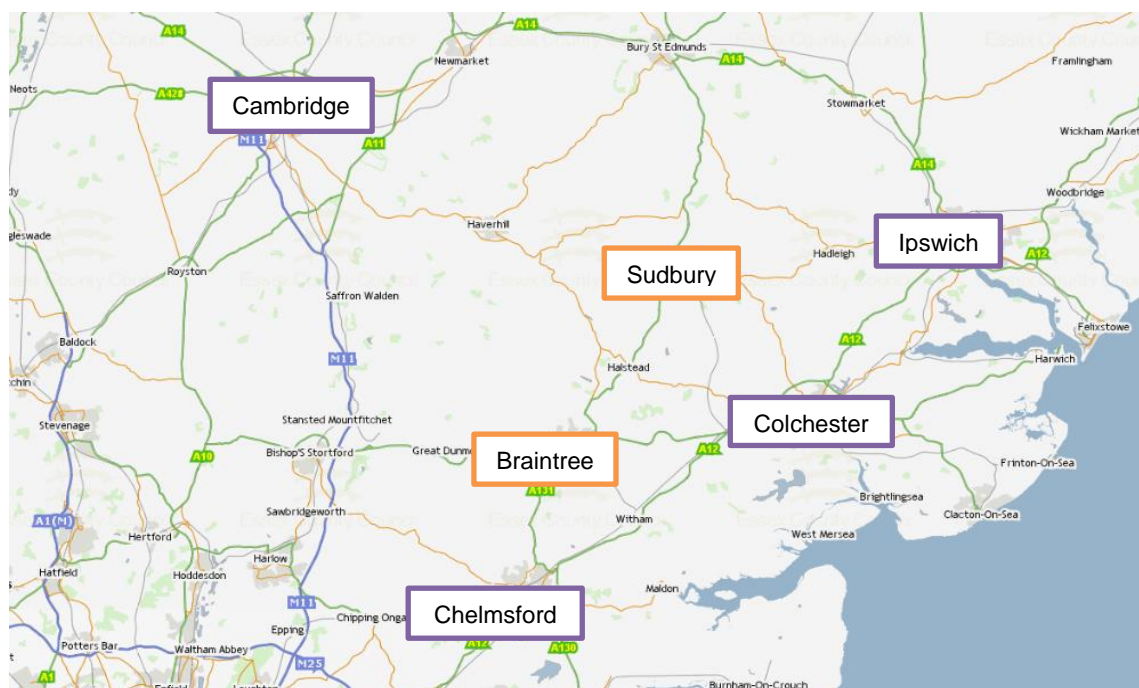 A14
A14
Bury St Edmunds
Newmarket
A14
Framlingham
Neots
A428
Cambridge
Stowmarket
M11
A11
Wickham Market
A14
Woodbridge
Haverhill
Ipswich
Hadleigh
A12
Sudbury
Royston
Saffron Walden
Felixstowe
Baldock
A12
M11
Harwich
Halstead
Stevenage
Stansted Mountfitchet
Colchester
A10
Bishop'S Stortford
Great Dunm
A12
Braintree
Frinton-On-Sea
A131
Brightlingsea
Sawbridgeworth
Witham
Clacton-On-Sea
A1(M)
West Mersea
Hertford
Harlow
Hatfield
Hoddesdon
Maldon
M11
Chelmsford
Chipping Onga
Epping
A12
A130
Potters Bar
Waltham Abbey
M25
A1
Burnham-On-Crouch